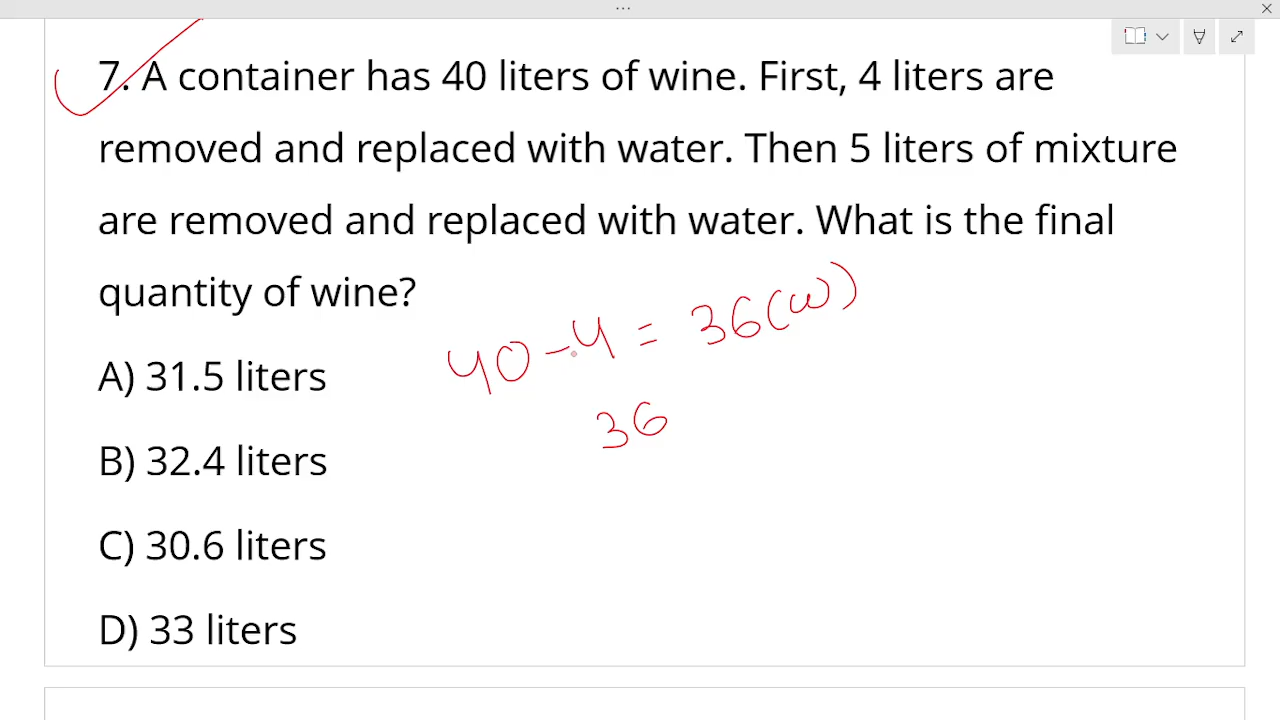 7. A container has 40 liters of wine. First, 4 liters are
removed and replaced with water. Then 5 liters of mixture
are removed and replaced with water. What is the final
quantity of wine?
40 - 4 = 36 (w)
36
A) 31.5 liters
B) 32.4 liters
C) 30.6 liters
D) 33 liters